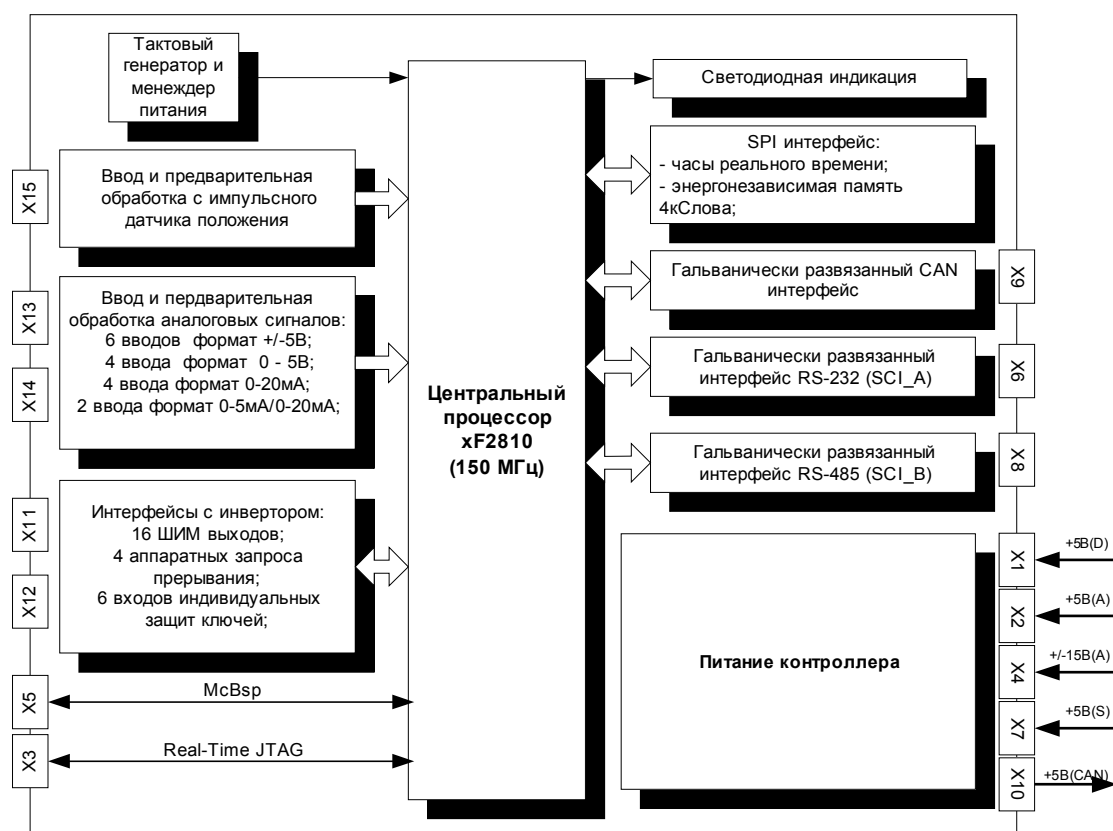 Тактовый
генератор и
менеждер
питания
Светодиодная индикация
SPI интерфейс:
- часы реального времени;
- энергонезависимая память
4кСлова;
X15
Ввод и предварительная
обработка с импульсного
датчика положения
Гальванически развязанный CAN
интерфейс
X9
X13
X14
Ввод и пердварительная
обработка аналоговых сигналов:
6 вводов формат +/-5В;
4 ввода формат 0 - 5В;
4 ввода формат 0-20мА;
2 ввода формат 0-5мА/0-20мА;
Центральный
процессор
xF2810
(150 МГц)
Гальванически развязанный
интерфейс RS-232 (SCI_A)
X6
Гальванически развязанный
интерфейс RS-485 (SCI_B)
X8
X11
X12
Интерфейсы с инвертором:
16 ШИМ выходов;
4 аппаратных запроса
прерывания;
6 входов индивидуальных
защит ключей;
X5
McBsp
X3
Real-Time JTAG
Питание контроллера
X1
+5В(D)
X2
+5В(A)
X4
+/-15В(A)
X7
+5В(S)
X10
+5В(CAN)